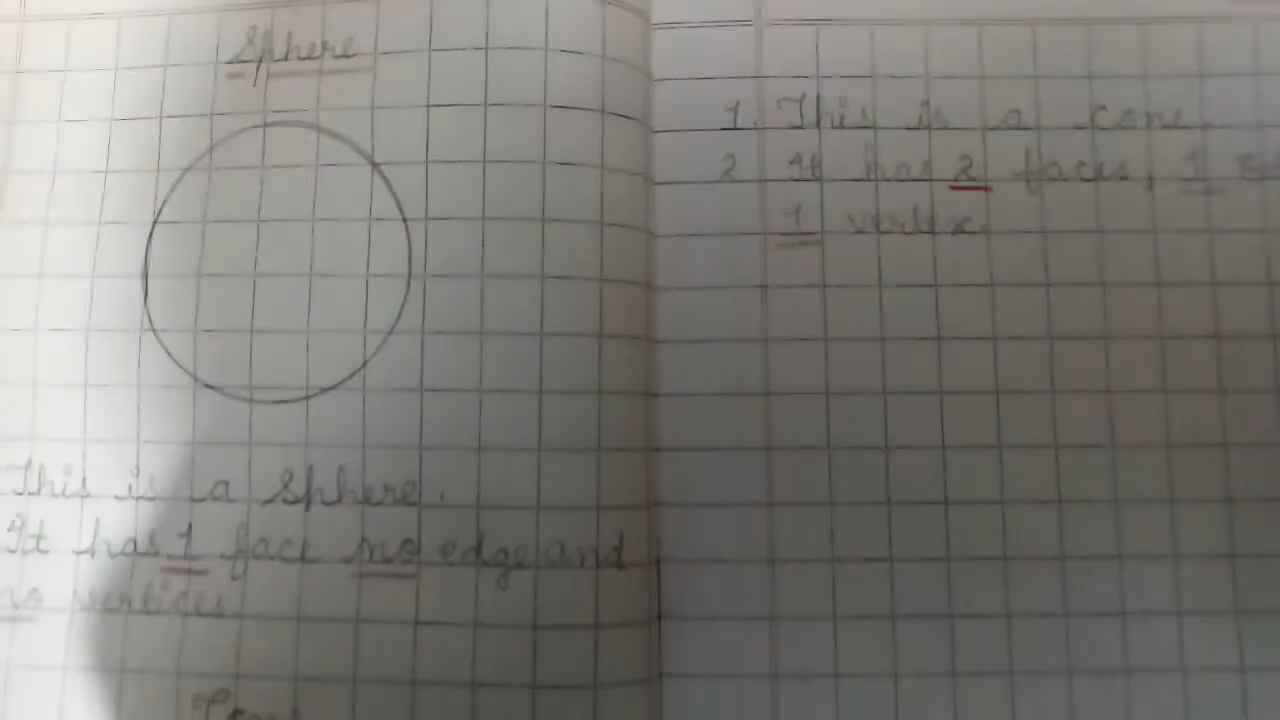 Sphere
This is a sphere.
It has 1 face no edge and
no vertices
Cone
1. This is a cone.
2 It has 2 faces, 1
1 vertex